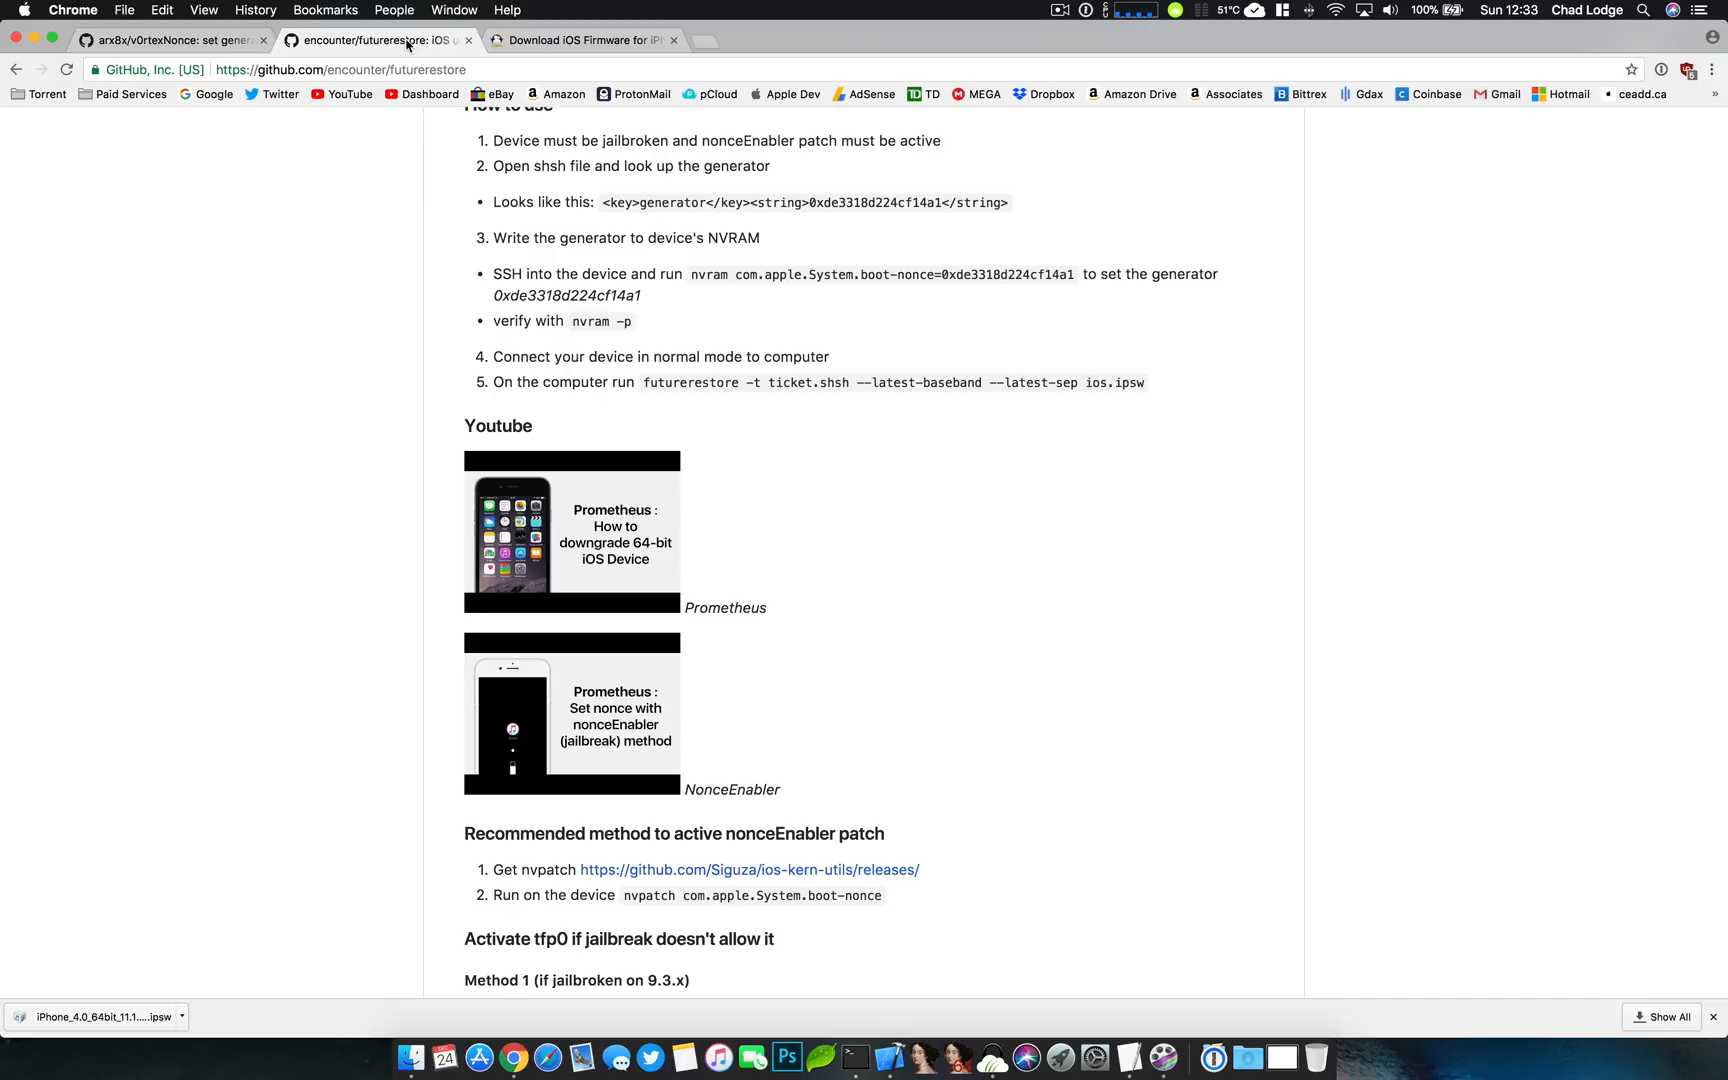 Chrome File Edit View History Bookmarks People Window Help 51°C 100% Sun 12:33 Chad Lodge
arx8x/v0rtexNonce: set genera encounter/futurerestore: iOS u Download iOS Firmware for iPh
GitHub, Inc. [US] https://github.com/encounter/futurerestore
Torrent Paid Services Google Twitter YouTube Dashboard eBay Amazon ProtonMail pCloud Apple Dev AdSense TD MEGA Dropbox Amazon Drive Associates Bittrex Gdax Coinbase Gmail Hotmail ceadd.ca »
How to use
1. Device must be jailbroken and nonceEnabler patch must be active
2. Open shsh file and look up the generator
• Looks like this: <key>generator</key><string>0xde3318d224cf14a1</string>
3. Write the generator to device's NVRAM
• SSH into the device and run nvram com.apple.System.boot-nonce=0xde3318d224cf14a1 to set the generator
0xde3318d224cf14a1
• verify with nvram -p
4. Connect your device in normal mode to computer
5. On the computer run futurerestore -t ticket.shsh --latest-baseband --latest-sep ios.ipsw
Youtube
Prometheus :
How to
downgrade 64-bit
iOS Device
Prometheus
Prometheus :
Set nonce with
nonceEnabler
(jailbreak) method
NonceEnabler
Recommended method to active nonceEnabler patch
1. Get nvpatch https://github.com/Siguza/ios-kern-utils/releases/
2. Run on the device nvpatch com.apple.System.boot-nonce
Activate tfp0 if jailbreak doesn't allow it
Method 1 (if jailbroken on 9.3.x)
iPhone_4.0_64bit_11.1.....ipsw Show All